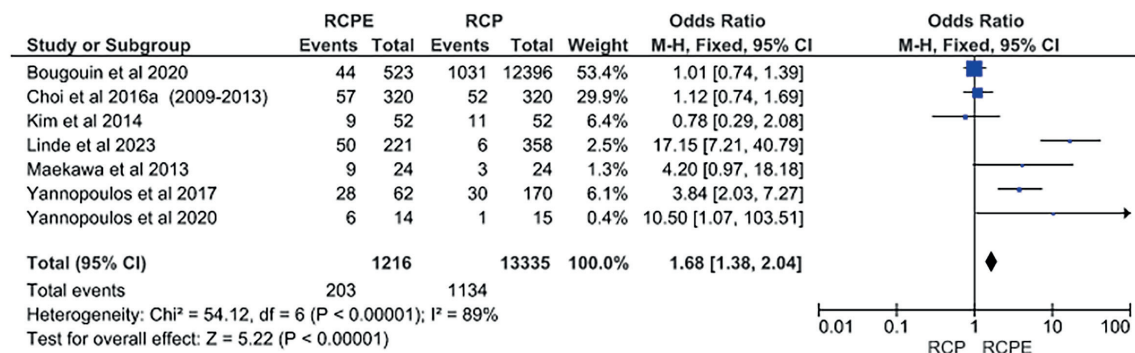 RCPE RCP Odds Ratio Odds Ratio
Study or Subgroup Events Total Events Total Weight M-H, Fixed, 95% CI M-H, Fixed, 95% CI
Bougouin et al 2020 44 523 1031 12396 53.4% 1.01 [0.74, 1.39]
Choi et al 2016a (2009-2013) 57 320 52 320 29.9% 1.12 [0.74, 1.69]
Kim et al 2014 9 52 11 52 6.4% 0.78 [0.29, 2.08]
Linde et al 2023 50 221 6 358 2.5% 17.15 [7.21, 40.79]
Maekawa et al 2013 9 24 3 24 1.3% 4.20 [0.97, 18.18]
Yannopoulos et al 2017 28 62 30 170 6.1% 3.84 [2.03, 7.27]
Yannopoulos et al 2020 6 14 1 15 0.4% 10.50 [1.07, 103.51]
Total (95% CI) 1216 13335 100.0% 1.68 [1.38, 2.04]
Total events 203 1134
Heterogeneity: Chi² = 54.12, df = 6 (P < 0.00001); I² = 89%
Test for overall effect: Z = 5.22 (P < 0.00001)
0.01 0.1 1 10 100
RCP RCPE